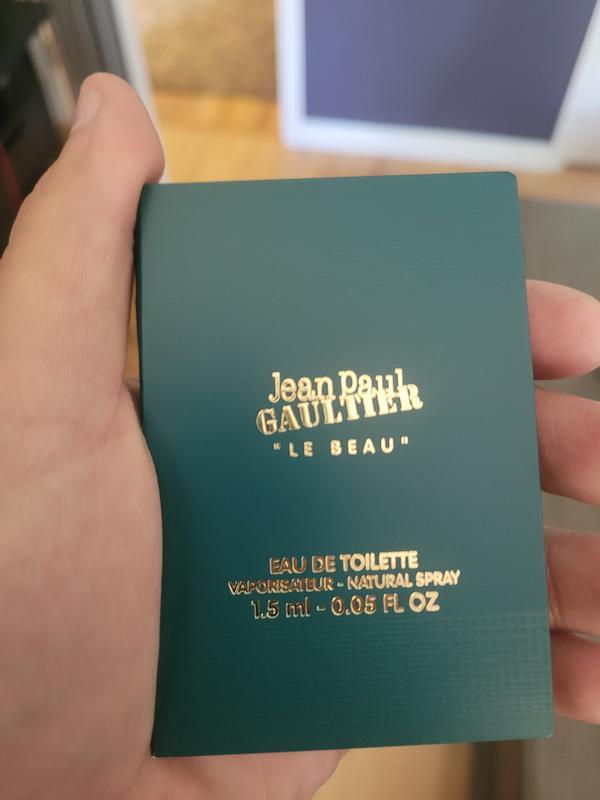 Jean Paul
GAULTIER
"LE BEAU"
EAU DE TOILETTE
VAPORISATEUR - NATURAL SPRAY
1.5 ml - 0.05 FL OZ